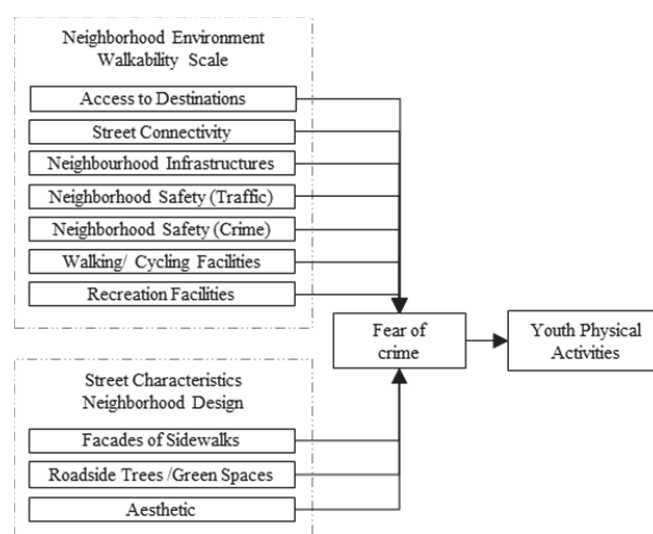 Neighborhood Environment
Walkability Scale
Access to Destinations
Street Connectivity
Neighbourhood Infrastructures
Neighborhood Safety (Traffic)
Neighborhood Safety (Crime)
Walking/ Cycling Facilities
Recreation Facilities
Fear of
crime
Youth Physical
Activities
Street Characteristics
Neighborhood Design
Facades of Sidewalks
Roadside Trees /Green Spaces
Aesthetic